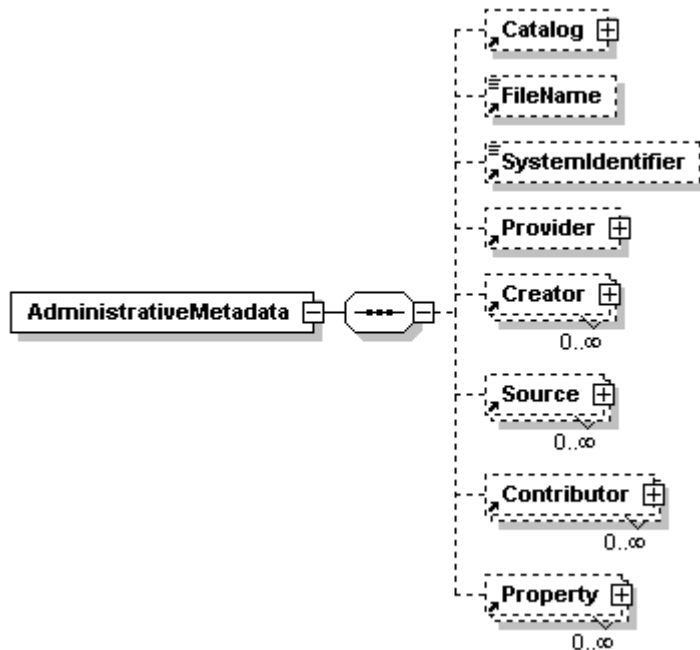 Catalog
FileName
SystemIdentifier
Provider
AdministrativeMetadata
Creator
0..∞
Source
0..∞
Contributor
0..∞
Property
0..∞